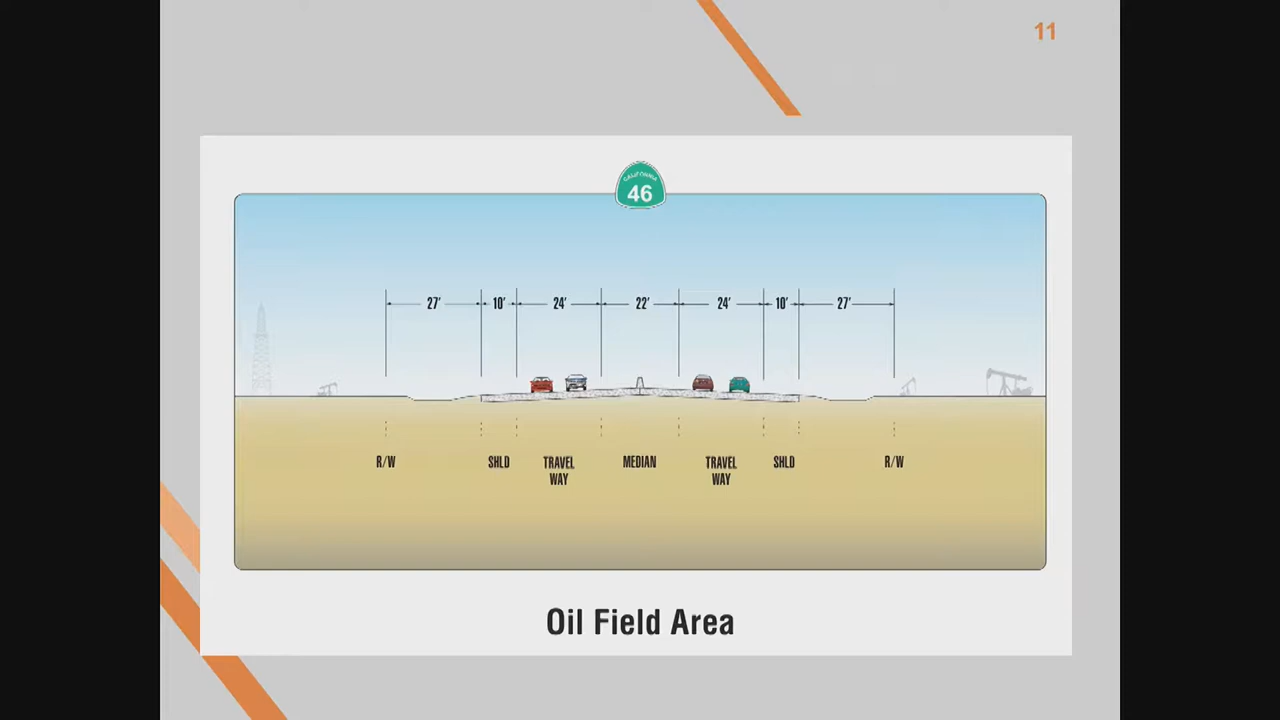 11
CALIFORNIA
46
27' 10' 24' 22' 24' 10' 27'
R/W SHLD TRAVEL MEDIAN TRAVEL SHLD R/W
WAY WAY
Oil Field Area